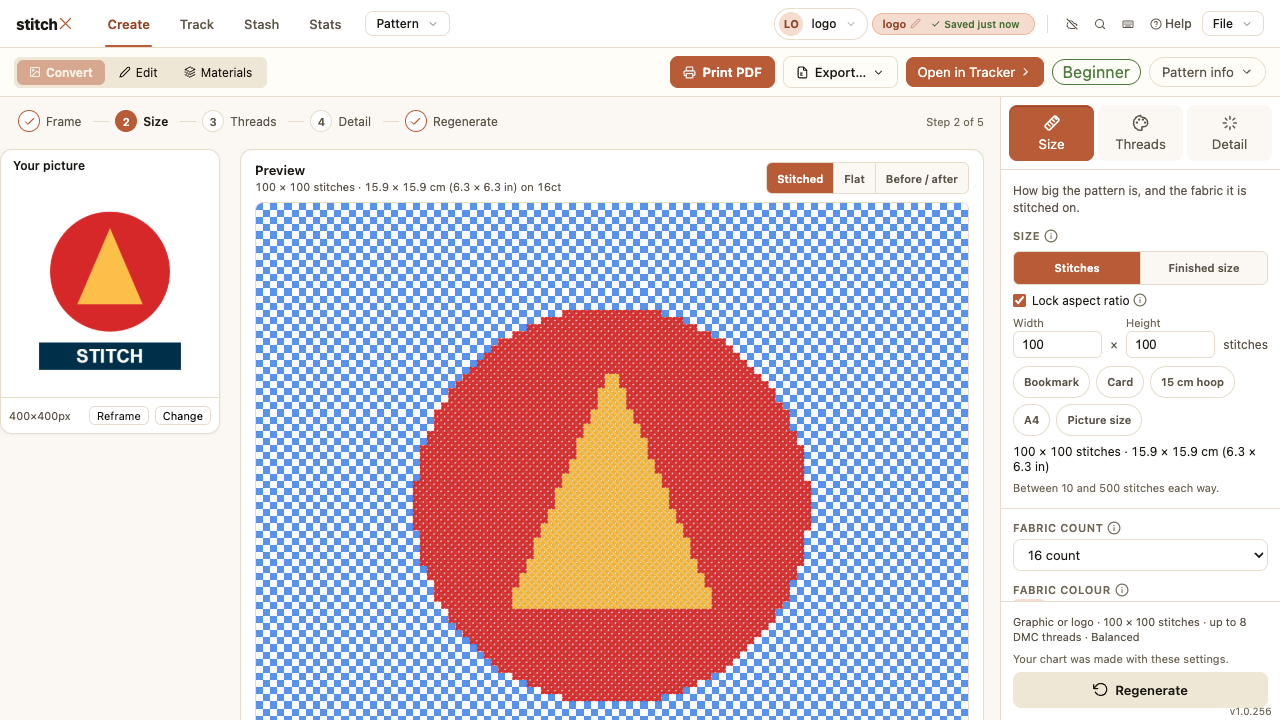 stitchX
Create
Track
Stash
Stats
Pattern
LO logo
logo ✓ Saved just now
Help
File
Convert
Edit
Materials
Print PDF
Export...
Open in Tracker
Beginner
Pattern info
Frame
2 Size
3 Threads
4 Detail
Regenerate
Step 2 of 5
Your picture
STITCH
400×400px
Reframe
Change
Preview
100 × 100 stitches · 15.9 × 15.9 cm (6.3 × 6.3 in) on 16ct
Stitched
Flat
Before / after
Size
Threads
Detail
How big the pattern is, and the fabric it is
stitched on.
SIZE
Stitches
Finished size
Lock aspect ratio
Width
Height
100 × 100 stitches
Bookmark
Card
15 cm hoop
A4
Picture size
100 × 100 stitches · 15.9 × 15.9 cm (6.3 ×
6.3 in)
Between 10 and 500 stitches each way.
FABRIC COUNT
16 count
FABRIC COLOUR
Graphic or logo · 100 × 100 stitches · up to 8
DMC threads · Balanced
Your chart was made with these settings.
Regenerate
v1.0.256